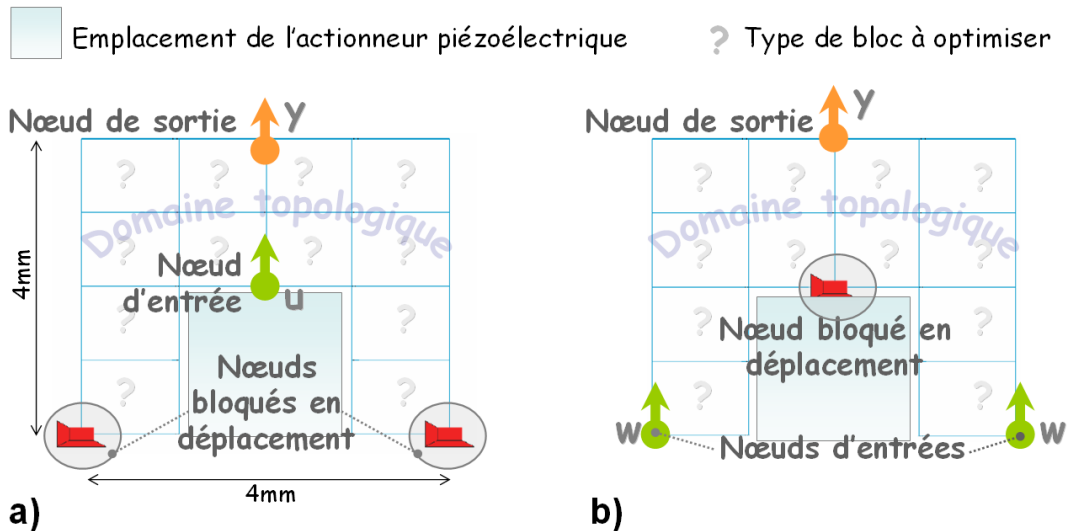 Emplacement de l'actionneur piézoélectrique
? Type de bloc à optimiser
Nœud de sortie
y
? ? ? ?
Domaine topologique
? ? ? ?
Nœud
d'entrée
u
4mm
?
Nœuds
bloqués en
déplacement
? ?
4mm
a)
Nœud de sortie
y
? ? ? ?
Domaine topologique
? ? ? ?
Nœud bloqué en
déplacement
? ?
? ?
w
Nœuds d'entrées
w
b)